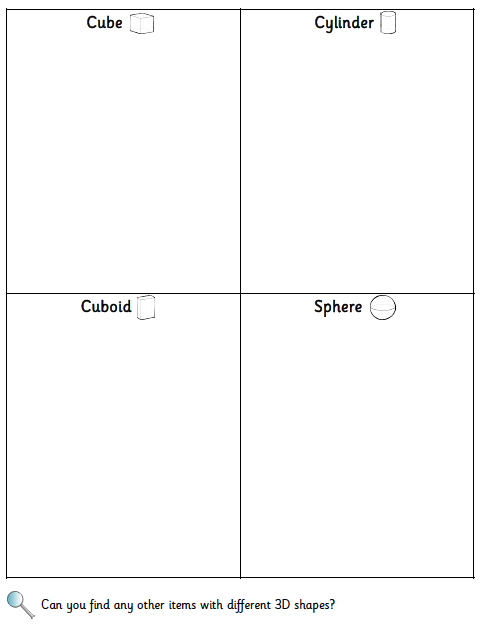 Cube
Cylinder
Cuboid
Sphere
Can you find any other items with different 3D shapes?